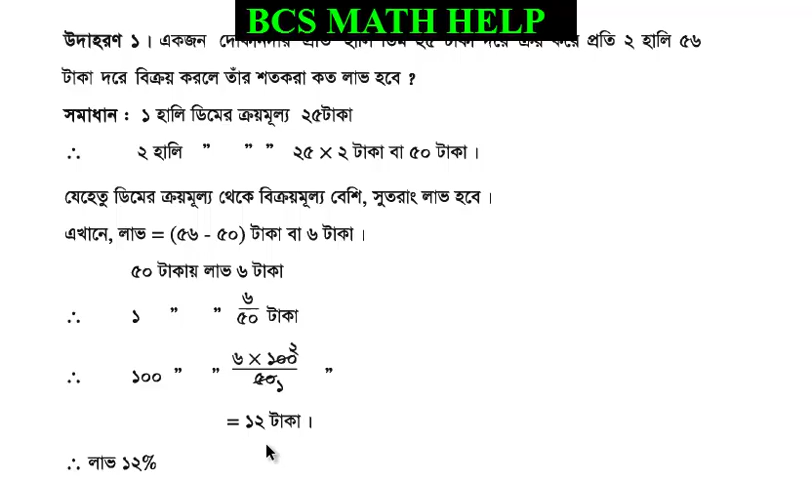 BCS MATH HELP
উদাহরণ ১। একজন দোকানদার প্রতি হালি ডিম ২৫ টাকা দরে ক্রয় করে প্রতি ২ হালি ৫৬
টাকা দরে বিক্রয় করলে তাঁর শতকরা কত লাভ হবে ?
সমাধান : ১ হালি ডিমের ক্রয়মূল্য ২৫টাকা
∴ ২ হালি ” ” ” ২৫ × ২ টাকা বা ৫০ টাকা।
যেহেতু ডিমের ক্রয়মূল্য থেকে বিক্রয়মূল্য বেশি, সুতরাং লাভ হবে।
এখানে, লাভ = (৫৬ - ৫০) টাকা বা ৬ টাকা।
৫০ টাকায় লাভ ৬ টাকা
∴ ১ ” ” ৬/৫০ টাকা
∴ ১০০ ” ” ৬ × ১০০ ২/৫০ ১ ”
= ১২ টাকা।
∴ লাভ ১২%